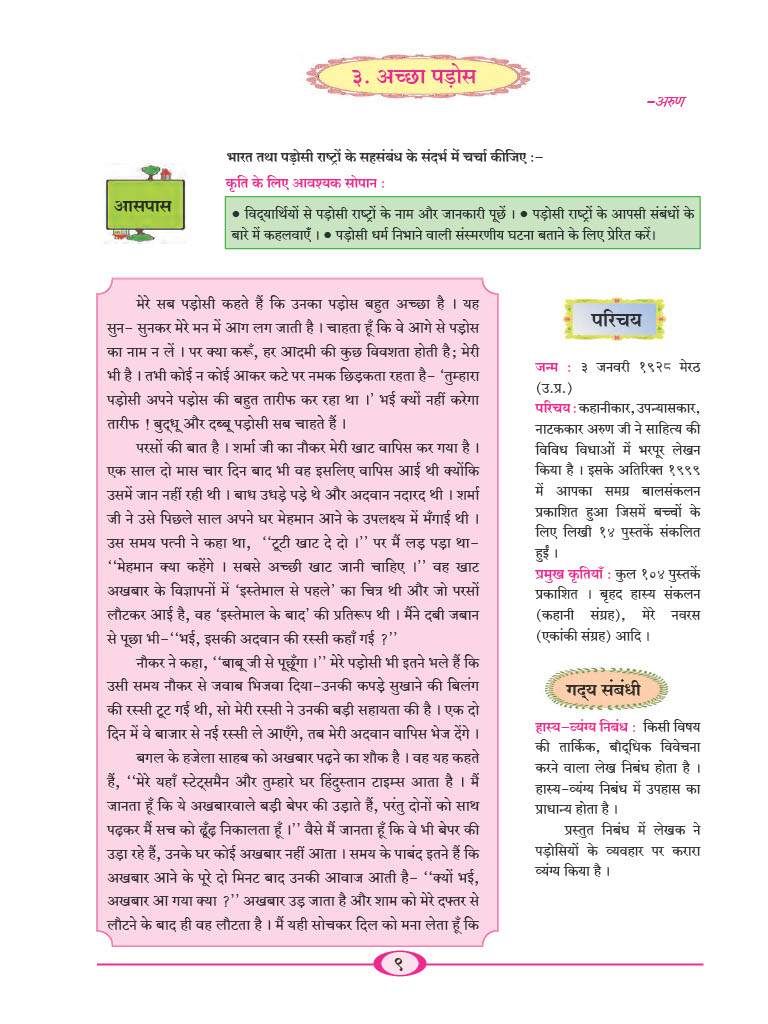 ३. अच्छा पड़ोस
-अरुण
भारत तथा पड़ोसी राष्ट्रों के सहसंबंध के संदर्भ में चर्चा कीजिए :–
आसपास
कृति के लिए आवश्यक सोपान :
● विद्‌यार्थियों से पड़ोसी राष्ट्रों के नाम और जानकारी पूछें । ● पड़ोसी राष्ट्रों के आपसी संबंधों के
बारे में कहलवाएँ । ● पड़ोसी धर्म निभाने वाली संस्मरणीय घटना बताने के लिए प्रेरित करें।
मेरे सब पड़ोसी कहते हैं कि उनका पड़ोस बहुत अच्छा है । यह
सुन– सुनकर मेरे मन में आग लग जाती है । चाहता हूँ कि वे आगे से पड़ोस
का नाम न लें । पर क्या करूँ, हर आदमी की कुछ विवशता होती है; मेरी
भी है । तभी कोई न कोई आकर कटे पर नमक छिड़कता रहता है– ‘तुम्हारा
पड़ोसी अपने पड़ोस की बहुत तारीफ कर रहा था ।’ भई क्यों नहीं करेगा
तारीफ ! बुद्‌धू और दब्बू पड़ोसी सब चाहते हैं ।
परसों की बात है । शर्मा जी का नौकर मेरी खाट वापिस कर गया है ।
एक साल दो मास चार दिन बाद भी वह इसलिए वापिस आई थी क्योंकि
उसमें जान नहीं रही थी । बाध उधड़े पड़े थे और अदवान नदारद थी । शर्मा
जी ने उसे पिछले साल अपने घर मेहमान आने के उपलक्ष्य में मँगाई थी ।
उस समय पत्नी ने कहा था, ‘‘टूटी खाट दे दो ।’’ पर मैं लड़ पड़ा था–
‘‘मेहमान क्या कहेंगे । सबसे अच्छी खाट जानी चाहिए ।’’ वह खाट
अखबार के विज्ञापनों में ‘इस्तेमाल से पहले’ का चित्र थी और जो परसों
लौटकर आई है, वह ‘इस्तेमाल के बाद’ की प्रतिरूप थी । मैंने दबी जबान
से पूछा भी–‘‘भई, इसकी अदवान की रस्सी कहाँ गई ?’’
नौकर ने कहा, ‘‘बाबू जी से पूछूँगा ।’’ मेरे पड़ोसी भी इतने भले हैं कि
उसी समय नौकर से जवाब भिजवा दिया–उनकी कपड़े सुखाने की बिलंग
की रस्सी टूट गई थी, सो मेरी रस्सी ने उनकी बड़ी सहायता की है । एक दो
दिन में वे बाजार से नई रस्सी ले आएँगे, तब मेरी अदवान वापिस भेज देंगे ।
बगल के हजेला साहब को अखबार पढ़ने का शौक है । वह यह कहते
हैं, ‘‘मेरे यहाँ स्टेट्समैन और तुम्हारे घर हिंदुस्तान टाइम्स आता है । मैं
जानता हूँ कि ये अखबारवाले बड़ी बेपर की उड़ाते हैं, परंतु दोनों को साथ
पढ़कर मैं सच को ढूँढ़ निकालता हूँ ।’’ वैसे मैं जानता हूँ कि वे भी बेपर की
उड़ा रहे हैं, उनके घर कोई अखबार नहीं आता । समय के पाबंद इतने हैं कि
अखबार आने के पूरे दो मिनट बाद उनकी आवाज आती है– ‘‘क्यों भई,
अखबार आ गया क्या ?’’ अखबार उड़ जाता है और शाम को मेरे दफ्तर से
लौटने के बाद ही वह लौटता है । मैं यही सोचकर दिल को मना लेता हूँ कि
परिचय
जन्म : ३ जनवरी १९२८ मेरठ
(उ.प्र.)
परिचय : कहानीकार, उपन्यासकार,
नाटककार अरुण जी ने साहित्य की
विविध विधाओं में भरपूर लेखन
किया है । इसके अतिरिक्त १९९९
में आपका समग्र बालसंकलन
प्रकाशित हुआ जिसमें बच्चों के
लिए लिखी १४ पुस्तकें संकलित
हुईं ।
प्रमुख कृतियाँ : कुल १०४ पुस्तकें
प्रकाशित । बृहद हास्य संकलन
(कहानी संग्रह), मेरे नवरस
(एकांकी संग्रह) आदि ।
गद्‌य संबंधी
हास्य–व्यंग्य निबंध : किसी विषय
की तार्किक, बौद्‌धिक विवेचना
करने वाला लेख निबंध होता है ।
हास्य–व्यंग्य निबंध में उपहास का
प्राधान्य होता है ।
प्रस्तुत निबंध में लेखक ने
पड़ोसियों के व्यवहार पर करारा
व्यंग्य किया है ।
९